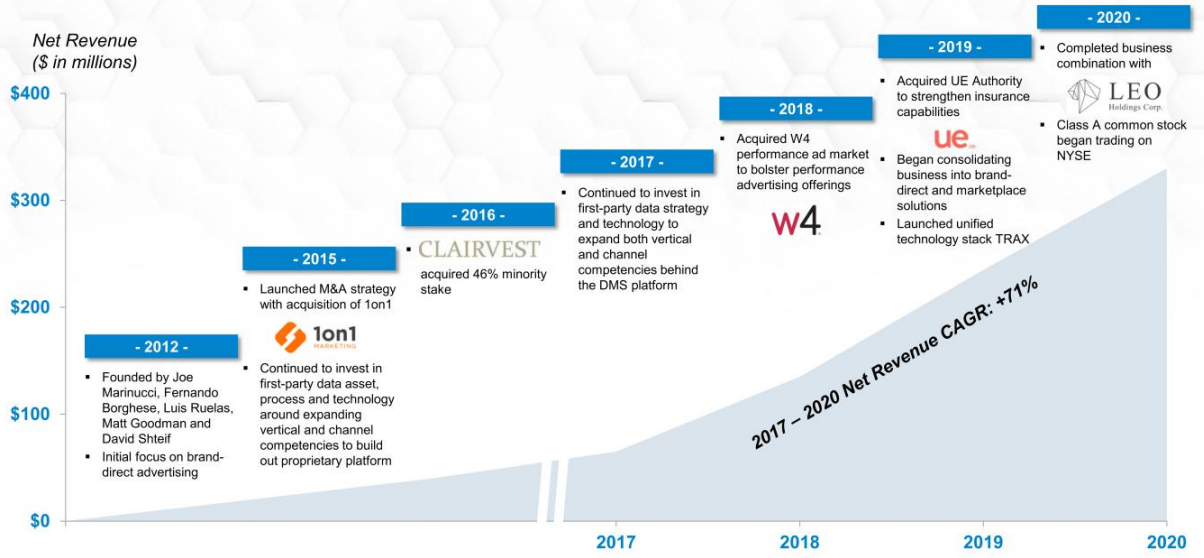 Net Revenue
($ in millions)
$400
$300
$200
$100
$0
- 2012 -
▪ Founded by Joe
Marinucci, Fernando
Borghese, Luis Ruelas,
Matt Goodman and
David Shteif
▪ Initial focus on brand-
direct advertising
- 2015 -
▪ Launched M&A strategy
with acquisition of 1on1
1on1
MARKETING
▪ Continued to invest in
first-party data asset,
process and technology
around expanding
vertical and channel
competencies to build
out proprietary platform
- 2016 -
▪ CLAIRVEST
acquired 46% minority
stake
- 2017 -
▪ Continued to invest in
first-party data strategy
and technology to
expand both vertical
and channel
competencies behind
the DMS platform
- 2018 -
▪ Acquired W4
performance ad market
to bolster performance
advertising offerings
W4.
- 2019 -
▪ Acquired UE Authority
to strengthen insurance
capabilities
ue
▪ Began consolidating
business into brand-
direct and marketplace
solutions
▪ Launched unified
technology stack TRAX
- 2020 -
▪ Completed business
combination with
LEO
Holdings Corp.
▪ Class A common stock
began trading on
NYSE
2017 – 2020 Net Revenue CAGR: +71%
2017
2018
2019
2020